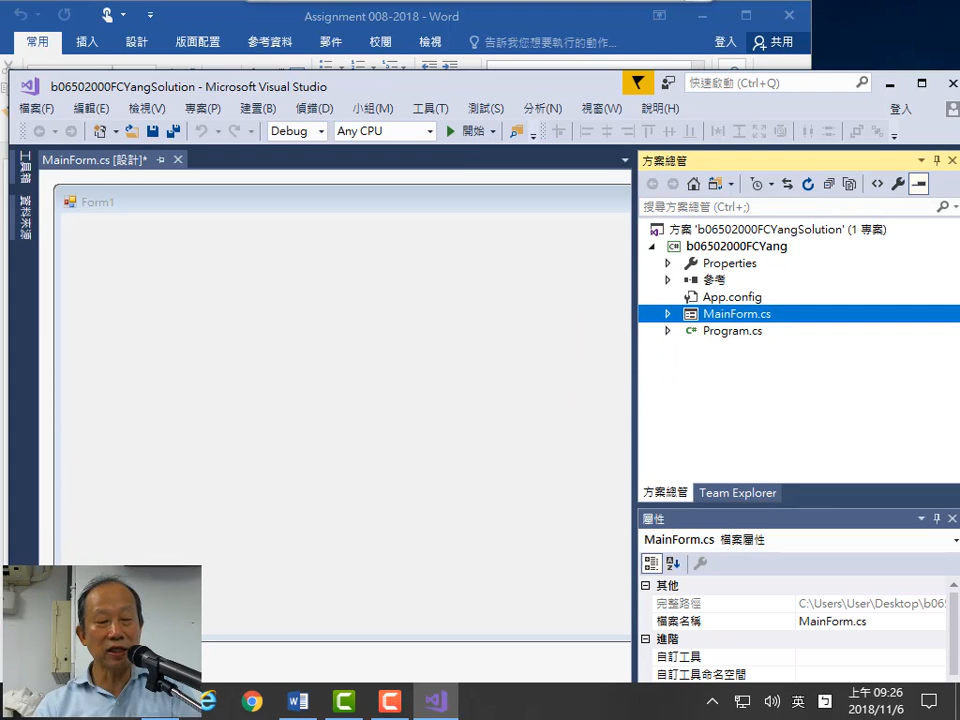 Assignment 008-2018 - Word
常用 插入 設計 版面配置 參考資料 郵件 校閱 檢視 告訴我您想要執行的動作... 登入 共用
b06502000FCYangSolution - Microsoft Visual Studio 快速啟動 (Ctrl+Q)
檔案(F) 編輯(E) 檢視(V) 專案(P) 建置(B) 偵錯(D) 小組(M) 工具(T) 測試(S) 分析(N) 視窗(W) 說明(H) 登入
Debug Any CPU 開始
工具箱
資料來源
MainForm.cs [設計]*
Form1
方案總管
搜尋方案總管 (Ctrl+;)
方案 'b06502000FCYangSolution' (1 專案)
b06502000FCYang
Properties
參考
App.config
MainForm.cs
Program.cs
方案總管 Team Explorer
屬性
MainForm.cs 檔案屬性
其他
完整路徑 C:\Users\User\Desktop\b065
檔案名稱 MainForm.cs
進階
自訂工具
自訂工具命名空間
英 上午 09:26
2018/11/6